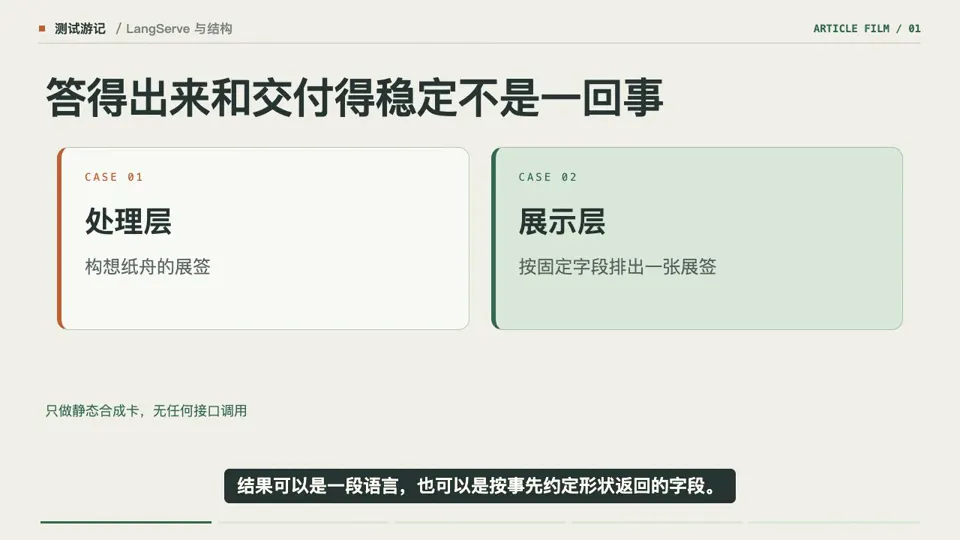 测试游记 / LangServe 与结构
ARTICLE FILM / 01
答得出来和交付得稳定不是一回事
CASE 01
处理层
构想纸舟的展签
CASE 02
展示层
按固定字段排出一张展签
只做静态合成卡，无任何接口调用
结果可以是一段语言，也可以是按事先约定形状返回的字段。